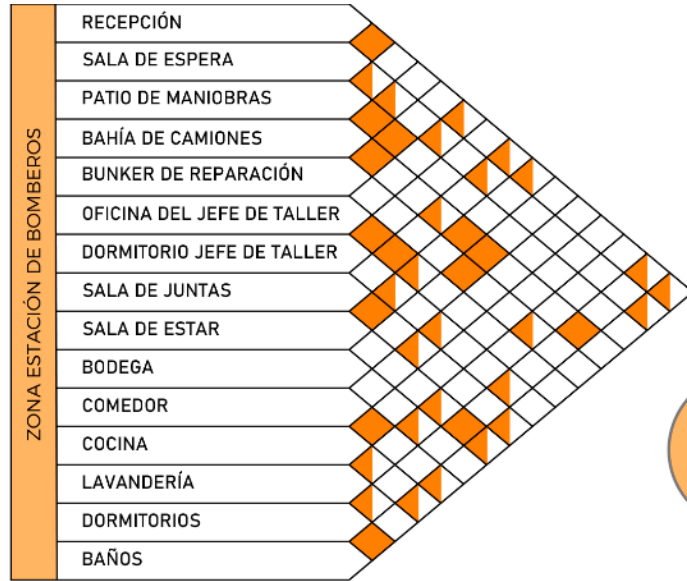 ZONA ESTACIÓN DE BOMBEROS
RECEPCIÓN
SALA DE ESPERA
PATIO DE MANIOBRAS
BAHÍA DE CAMIONES
BUNKER DE REPARACIÓN
OFICINA DEL JEFE DE TALLER
DORMITORIO JEFE DE TALLER
SALA DE JUNTAS
SALA DE ESTAR
BODEGA
COMEDOR
COCINA
LAVANDERÍA
DORMITORIOS
BAÑOS